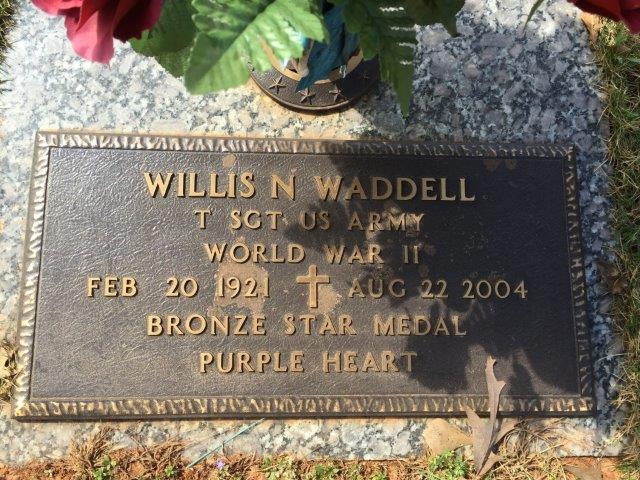 WILLIS N WADDELL
T SGT US ARMY
WORLD WAR II
FEB 20 1921 AUG 22 2004
BRONZE STAR MEDAL
PURPLE HEART